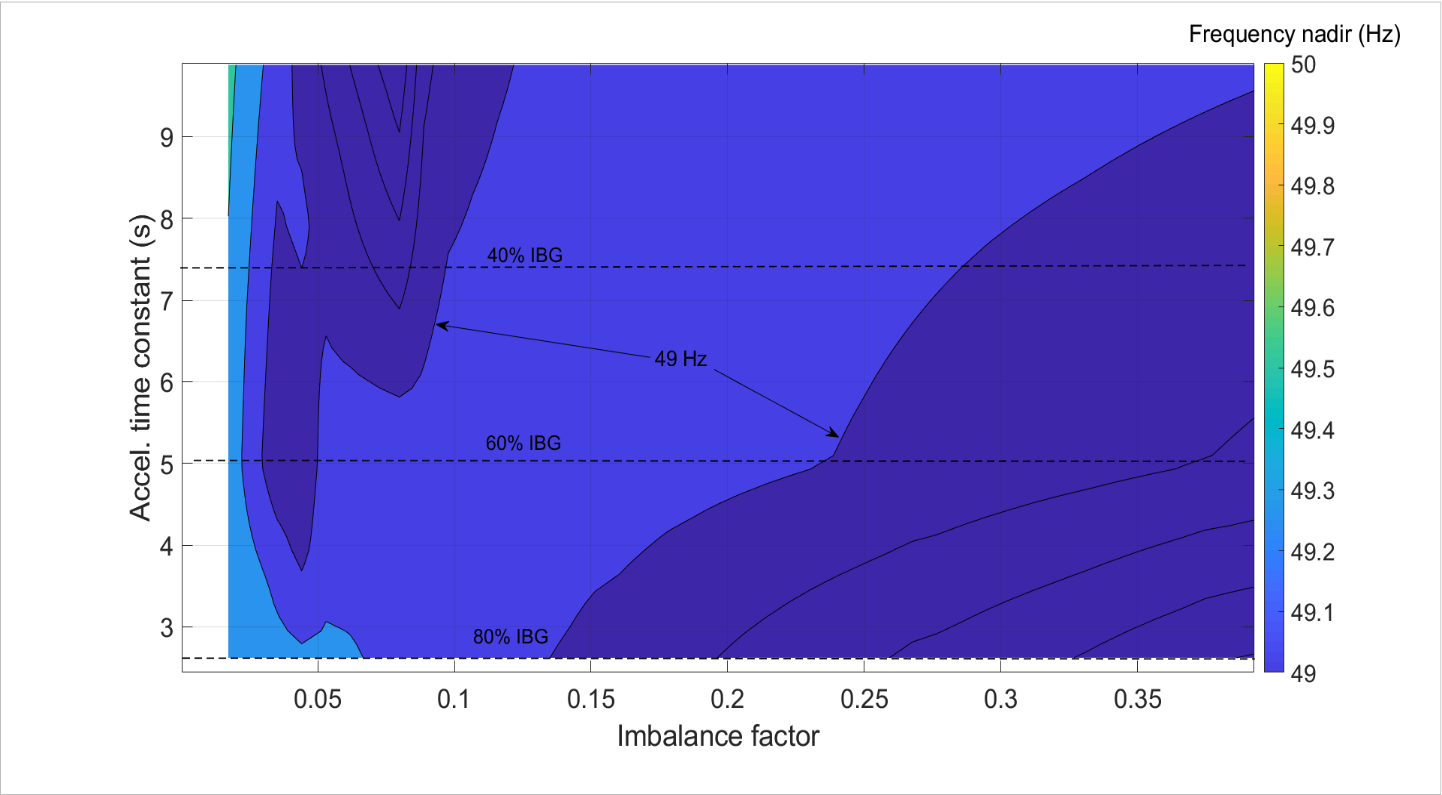 Frequency nadir (Hz)
50
49.9
49.8
49.7
49.6
49.5
49.4
49.3
49.2
49.1
49
Accel. time constant (s)
9
8
7
6
5
4
3
40% IBG
49 Hz
60% IBG
80% IBG
0.05 0.1 0.15 0.2 0.25 0.3 0.35
Imbalance factor